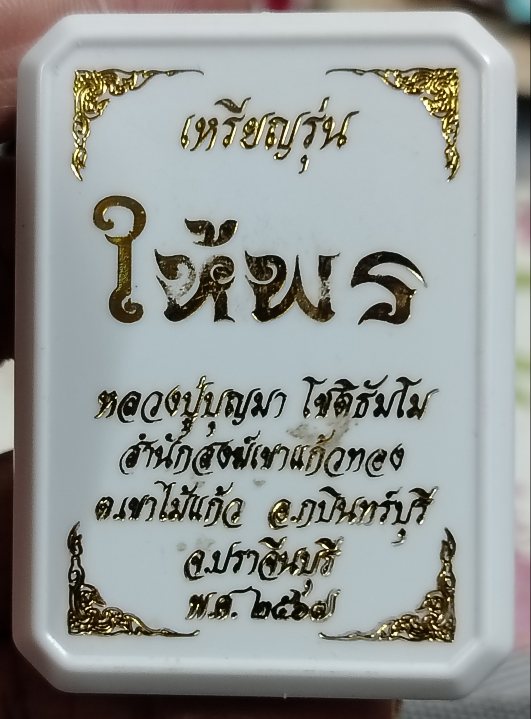 เหรียญรุ่น
ให้พร
หลวงปู่บุญมา โชติธัมโม
สำนักสงฆ์เขาแก้วทอง
ต.เขาไม้แก้ว อ.กบินทร์บุรี
จ.ปราจีนบุรี
พ.ศ. ๒๕๖๗